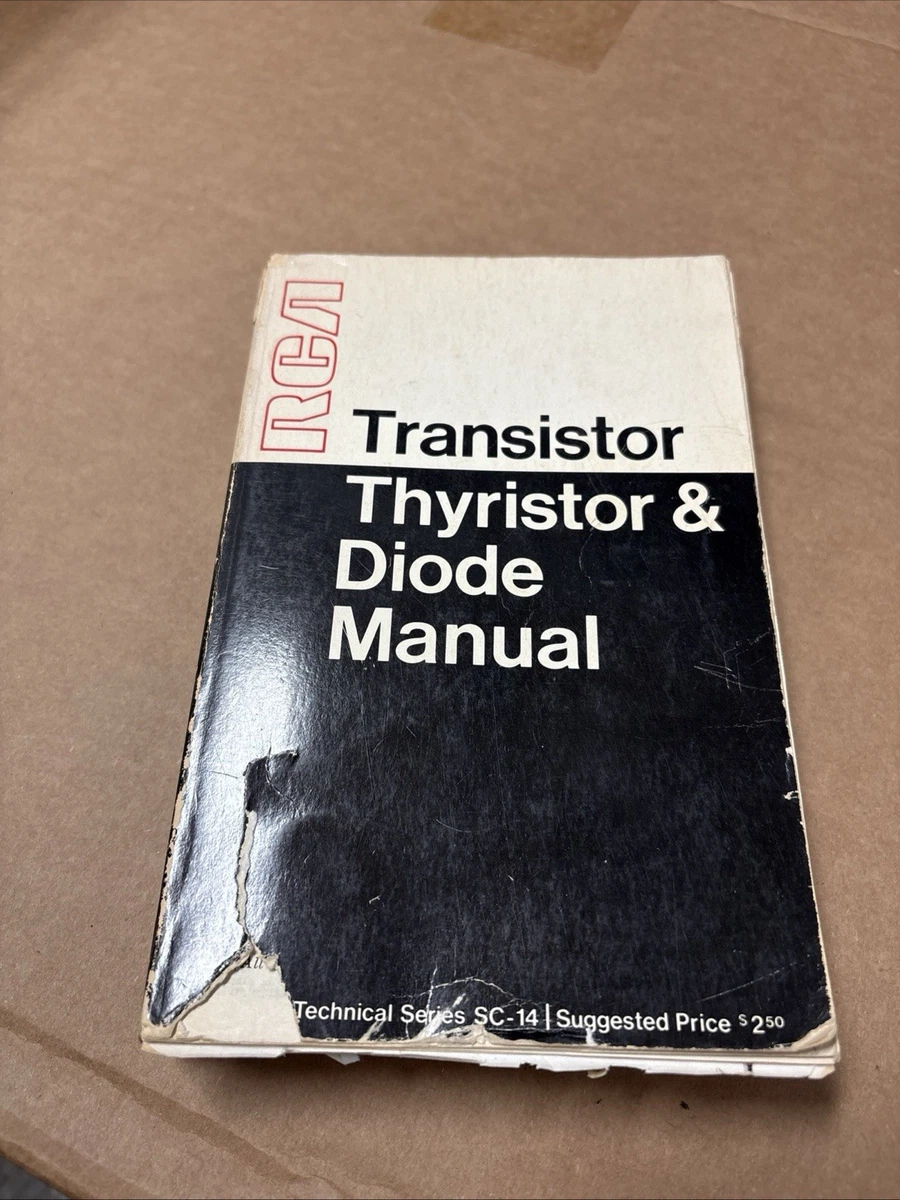 RCA
Transistor
Thyristor &
Diode
Manual
Technical Series SC-14 | Suggested Price $2.50